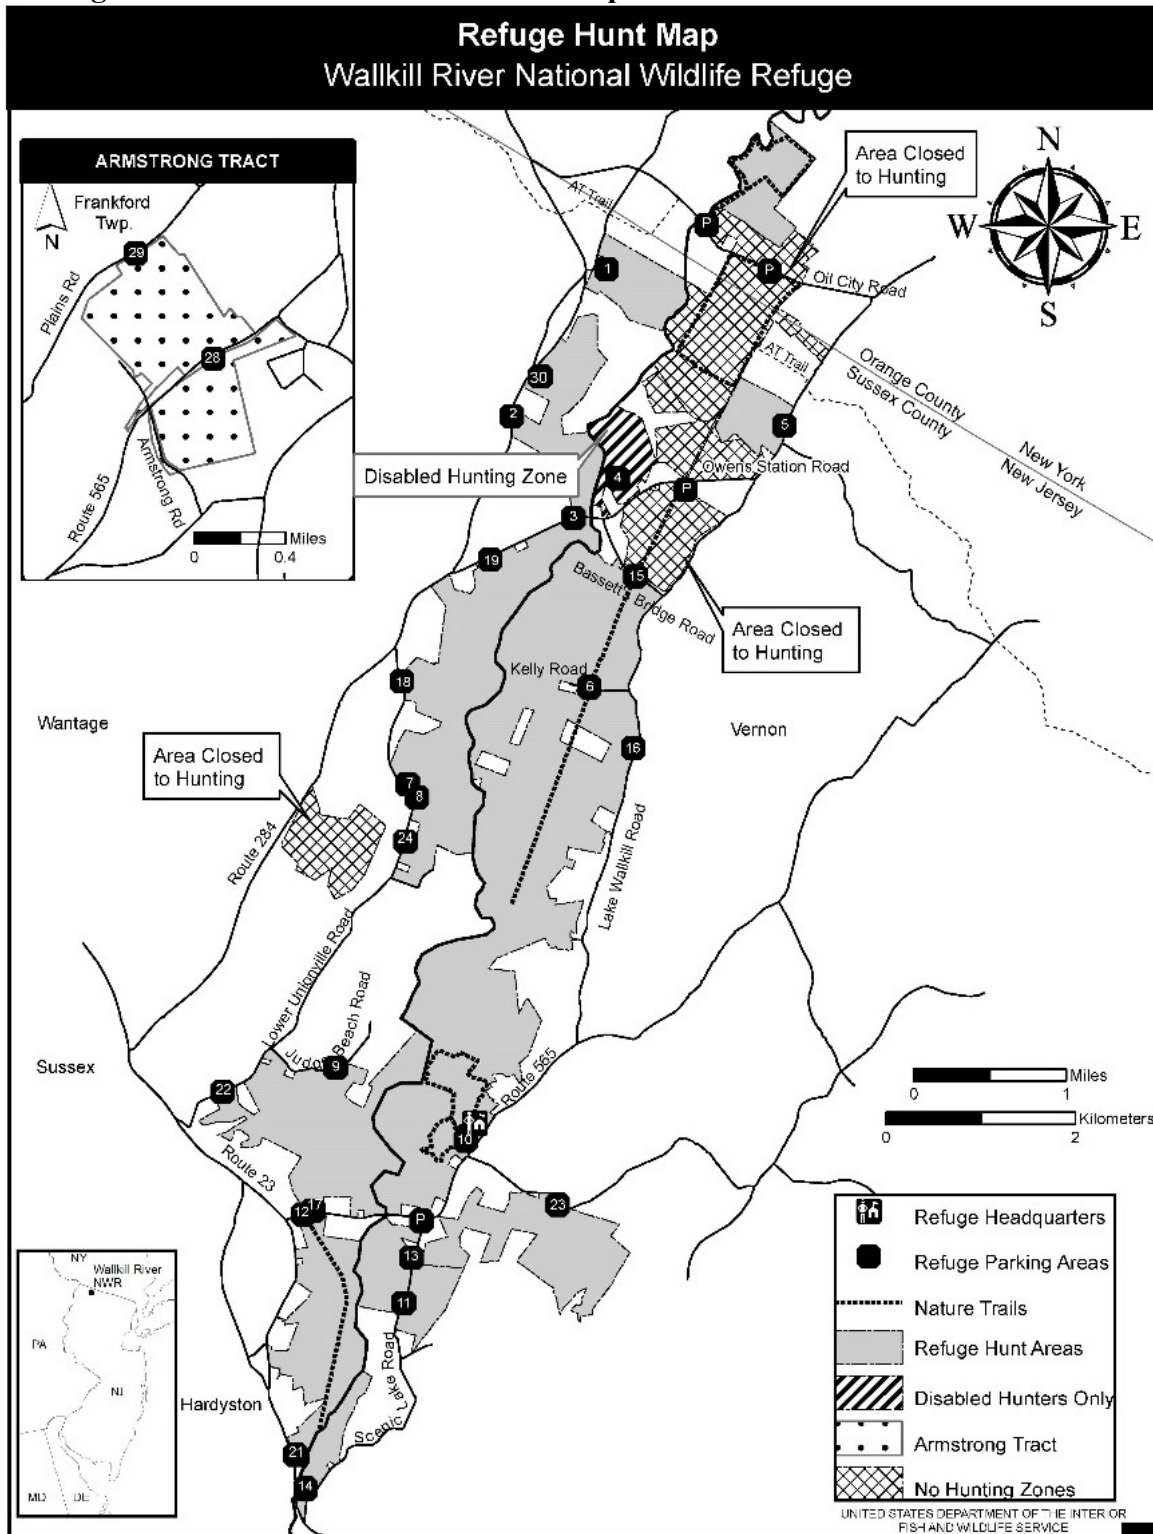 Refuge Hunt Map
Wallkill River National Wildlife Refuge
ARMSTRONG TRACT
Frankford
Twp.
N
29
Plains Rd
28
Armstrong Rd
Route 565
Miles
0 0.4
AT Trail
P
Area Closed
to Hunting
N
W E
S
1
P
Oil City Road
AT Trail
Orange County
Sussex County
New York
New Jersey
30
2
5
Disabled Hunting Zone
4
Owens Station Road
P
3
19
15
Bassett's Bridge Road
Area Closed
to Hunting
Kelly Road
6
18
Wantage
Vernon
16
Area Closed
to Hunting
7
8
24
Route 284
Lake Wallkill Road
Lower Unionville Road
Beach Road
Sussex
9
22
Route 565
10
Miles
0 1
Kilometers
0 2
Route 23
12
17
P
23
13
11
Scenic Lake Road
Hardyston
21
14
NY
Wallkill River
NWR
PA
NJ
MD
DE
Refuge Headquarters
Refuge Parking Areas
Nature Trails
Refuge Hunt Areas
Disabled Hunters Only
Armstrong Tract
No Hunting Zones
UNITED STATES DEPARTMENT OF THE INTERIOR
FISH AND WILDLIFE SERVICE